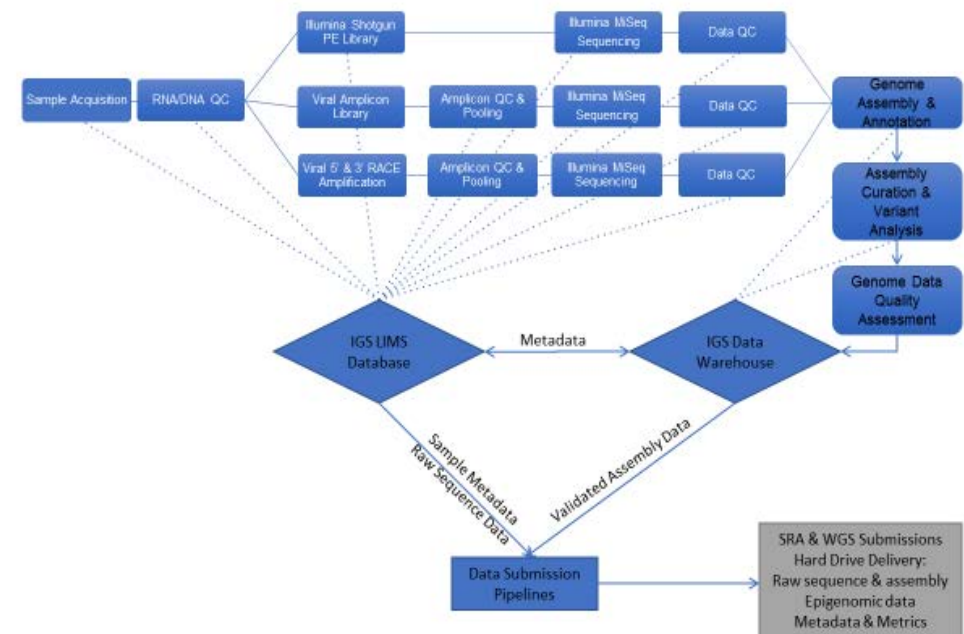 Illumina Shotgun
PE Library
Illumina MiSeq
Sequencing
Data QC
Sample Acquisition
RNA/DNA QC
Viral Amplicon
Library
Amplicon QC &
Pooling
Illumina MiSeq
Sequencing
Data QC
Genome
Assembly &
Annotation
Viral 5' & 3' RACE
Amplification
Amplicon QC &
Pooling
Illumina MiSeq
Sequencing
Data QC
Assembly
Curation &
Variant
Analysis
Genome Data
Quality
Assessment
IGS LIMS
Database
Metadata
IGS Data
Warehouse
Sample Metadata
Raw Sequence Data
Validated Assembly Data
Data Submission
Pipelines
SRA & WGS Submissions
Hard Drive Delivery:
Raw sequence & assembly
Epigenomic data
Metadata & Metrics